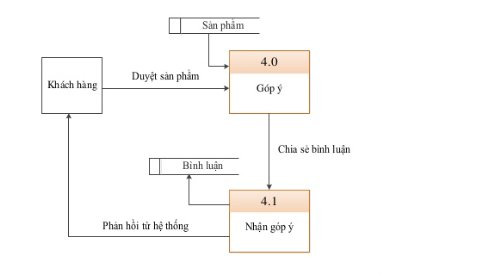 Sản phẩm
4.0
Khách hàng
Duyệt sản phẩm
Góp ý
Chia sẻ bình luận
Bình luận
4.1
Phản hồi từ hệ thống
Nhận góp ý